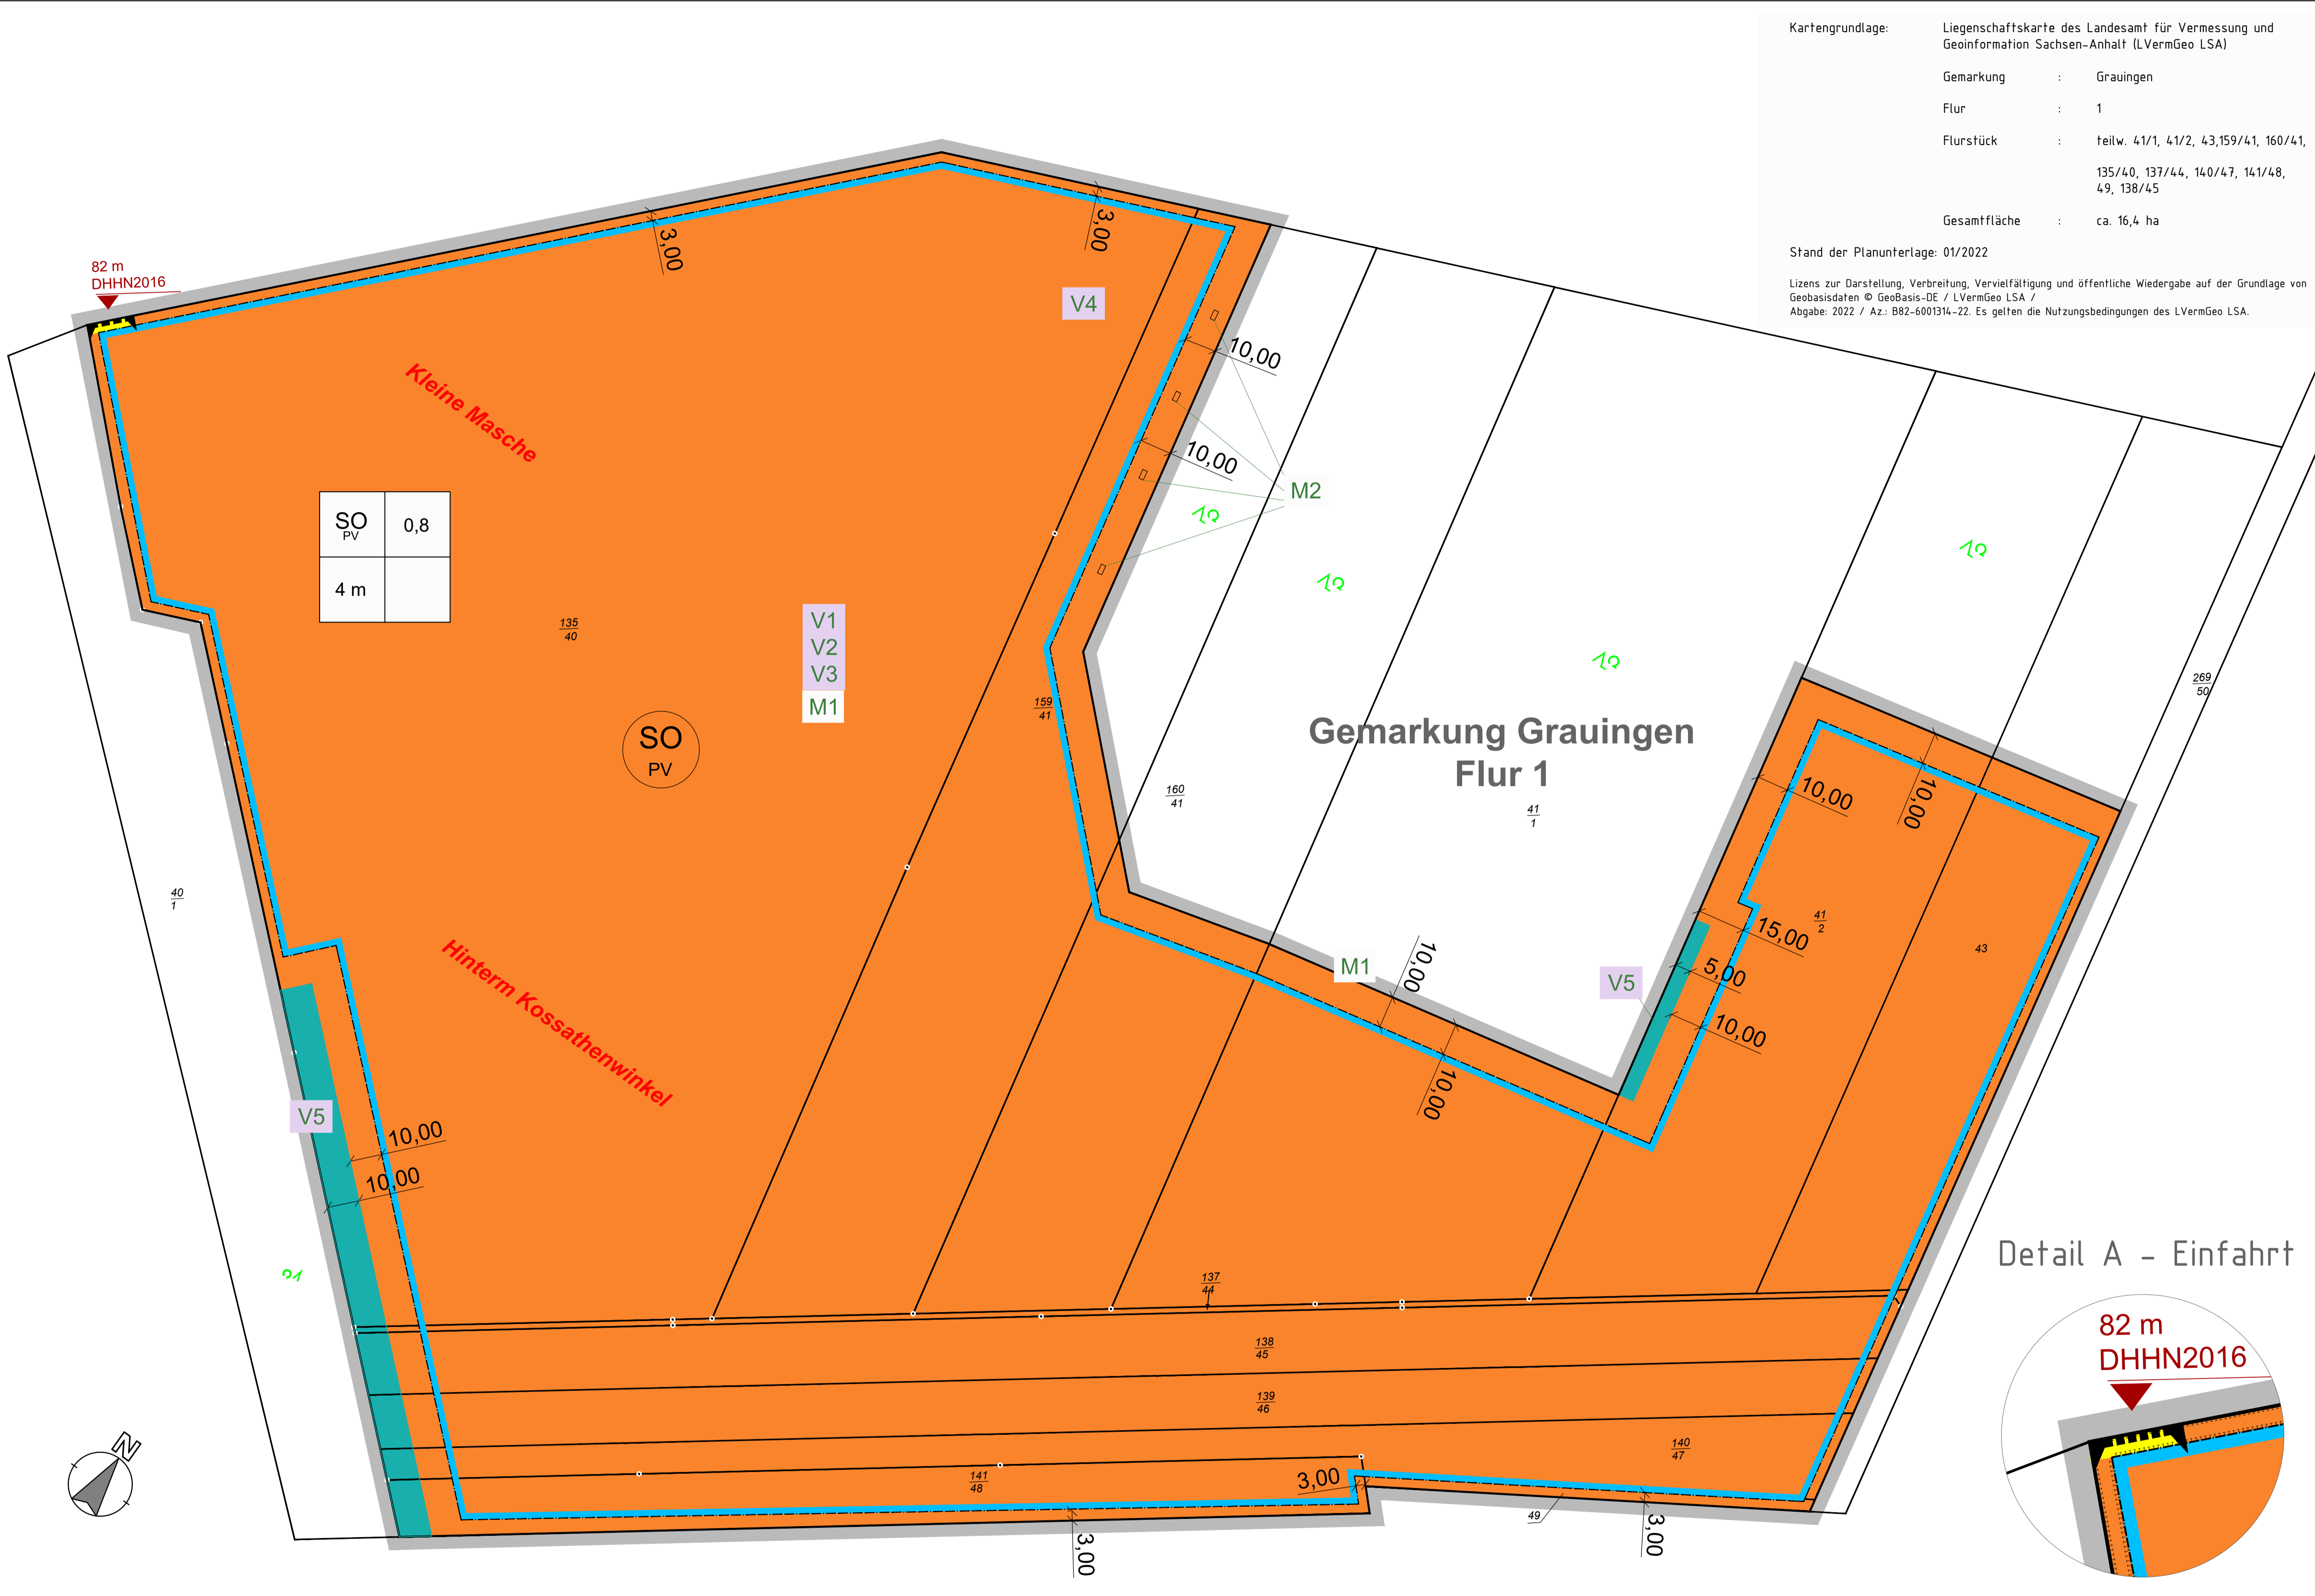 Kartengrundlage: Liegenschaftskarte des Landesamt für Vermessung und
Geoinformation Sachsen-Anhalt (LVermGeo LSA)
Gemarkung : Grauingen
Flur : 1
Flurstück : teilw. 41/1, 41/2, 43,159/41, 160/41,
135/40, 137/44, 140/47, 141/48,
49, 138/45
Gesamtfläche : ca. 16,4 ha
Stand der Planunterlage: 01/2022
Lizens zur Darstellung, Verbreitung, Vervielfältigung und öffentliche Wiedergabe auf der Grundlage von
Geobasisdaten © GeoBasis-DE / LVermGeo LSA /
Abgabe: 2022 / Az.: B82-6001314-22. Es gelten die Nutzungsbedingungen des LVermGeo LSA.
3,00
3,00
82 m
DHHN2016
V4
10,00
Kleine Masche
10,00
M2
SO
PV
0,8
4 m
V1
V2
V3
M1
135
40
159
41
269
50
SO
PV
Gemarkung Grauingen
Flur 1
160
41
41
1
10,00
10,00
40
1
41
2
15,00
43
Hinterm Kossathenwinkel
M1
10,00
V5
5,00
10,00
10,00
V5
10,00
10,00
137
44
Detail A - Einfahrt
138
45
82 m
DHHN2016
139
46
140
47
N
141
48
3,00
49
3,00
3,00